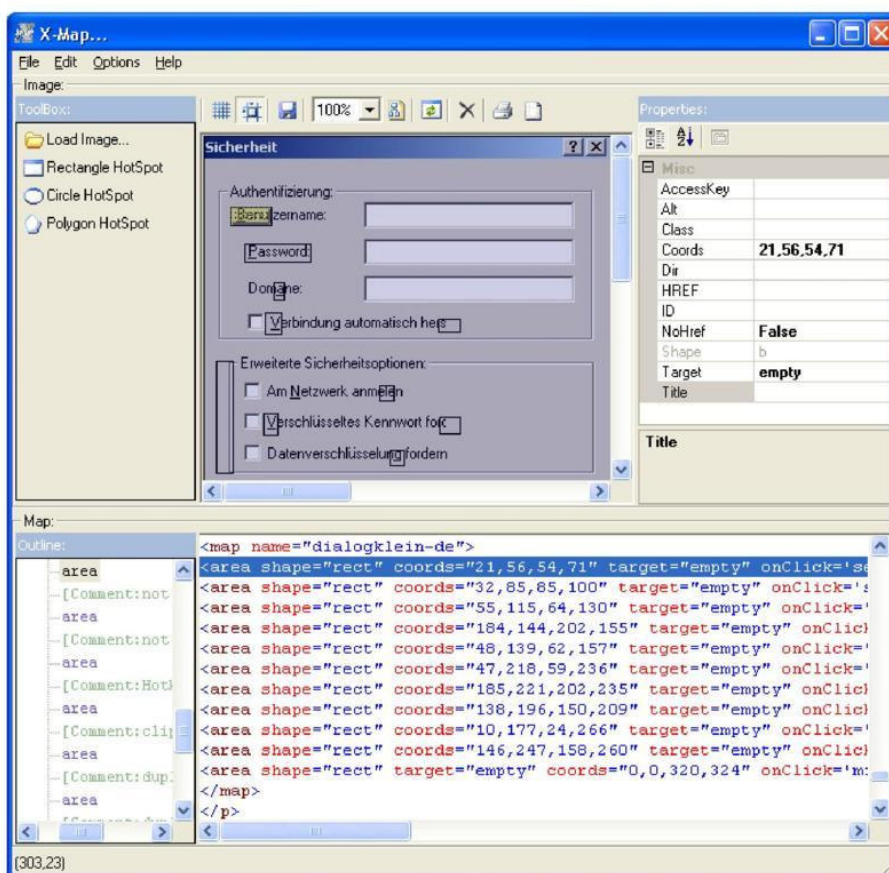 X-Map...
File Edit Options Help
Image:
ToolBox:
Load Image...
Rectangle HotSpot
Circle HotSpot
Polygon HotSpot
100%
Sicherheit
Authentifizierung:
Benutzername:
Password:
Domäne:
Verbindung automatisch hers
Erweiterte Sicherheitsoptionen:
Am Netzwerk anmelen
Verschlüsseltes Kennwort for
Datenverschlüsselung fordern
Properties:
Misc
AccessKey
Alt
Class
Coords 21,56,54,71
Dir
HREF
ID
NoHref False
Shape b
Target empty
Title
Title
Map:
Outline:
area
[Comment:not
area
[Comment:not
area
[Comment:Hotk
area
[Comment:clip
area
[Comment:dupl
area
<map name="dialogklein-de">
<area shape="rect" coords="21,56,54,71" target="empty" onClick='se
<area shape="rect" coords="32,85,85,100" target="empty" onClick='s
<area shape="rect" coords="55,115,64,130" target="empty" onClick='
<area shape="rect" coords="184,144,202,155" target="empty" onClick
<area shape="rect" coords="48,139,62,157" target="empty" onClick='
<area shape="rect" coords="47,218,59,236" target="empty" onClick='
<area shape="rect" coords="185,221,202,235" target="empty" onClick
<area shape="rect" coords="138,196,150,209" target="empty" onClick
<area shape="rect" coords="10,177,24,266" target="empty" onClick='
<area shape="rect" coords="146,247,158,260" target="empty" onClick
<area shape="rect" target="empty" coords="0,0,320,324" onClick='m
</map>
</p>
(303,23)